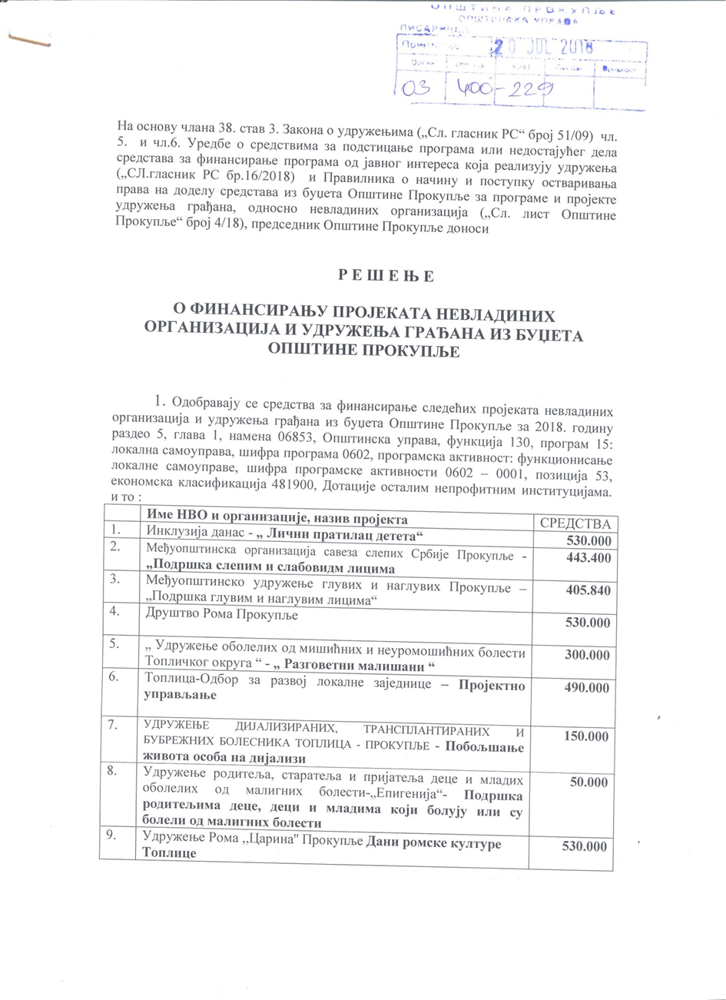 ОПШТИНА ПРОКУПЉЕ
ОПШТИНСКА УПРАВА
ПИСАРНИЦА
20 JUL 2018
03 400-229
На основу члана 38. став 3. Закона о удружењима („Сл. гласник РС“ број 51/09) чл.
5. и чл.6. Уредбе о средствима за подстицање програма или недостајућег дела
средстава за финансирање програма од јавног интереса која реализују удружења
(„СЛ.гласник РС бр.16/2018) и Правилника о начину и поступку остваривања
права на доделу средстава из буџета Општине Прокупље за програме и пројекте
удружења грађана, односно невладиних организација („Сл. лист Општине
Прокупље“ број 4/18), председник Општине Прокупље доноси
Р Е Ш Е Њ Е
О ФИНАНСИРАЊУ ПРОЈЕКАТА НЕВЛАДИНИХ
ОРГАНИЗАЦИЈА И УДРУЖЕЊА ГРАЂАНА ИЗ БУЏЕТА
ОПШТИНЕ ПРОКУПЉЕ
1. Одобравају се средства за финансирање следећих пројеката невладиних
организација и удружења грађана из буџета Општине Прокупље за 2018. годину
раздео 5, глава 1, намена 06853, Општинска управа, функција 130, програм 15:
локална самоуправа, шифра програма 0602, програмска активност: функционисање
локалне самоуправе, шифра програмске активности 0602 – 0001, позиција 53,
економска класификација 481900, Дотације осталим непрофитним институцијама.
и то :
Име НВО и организације, назив пројекта СРЕДСТВА
1. Инклузија данас - „ Лични пратилац детета“ 530.000
2. Међуопштинска организација савеза слепих Србије Прокупље - 443.400
„Подршка слепим и слабовидм лицима
3. Међуопштинско удружење глувих и наглувих Прокупље – 405.840
„Подршка глувим и наглувим лицима“
4. Друштво Рома Прокупље 530.000
5. „ Удружење оболелих од мишићних и неуромошићних болести 300.000
Топличког округа “ - „ Разговетни малишани “
6. Топлица-Одбор за развој локалне заједнице – Пројектно 490.000
управљање
7. УДРУЖЕЊЕ ДИЈАЛИЗИРАНИХ, ТРАНСПЛАНТИРАНИХ И 150.000
БУБРЕЖНИХ БОЛЕСНИКА ТОПЛИЦА - ПРОКУПЉЕ - Побољшање
живота особа на дијализи
8. Удружење родитеља, старатеља и пријатеља деце и младих 50.000
оболелих од малигних болести-„Епигенија“- Подршка
родитељима деце, деци и младима који болују или су
болели од малигних болести
9. Удружење Рома ,,Царина" Прокупље Дани ромске културе 530.000
Топлице